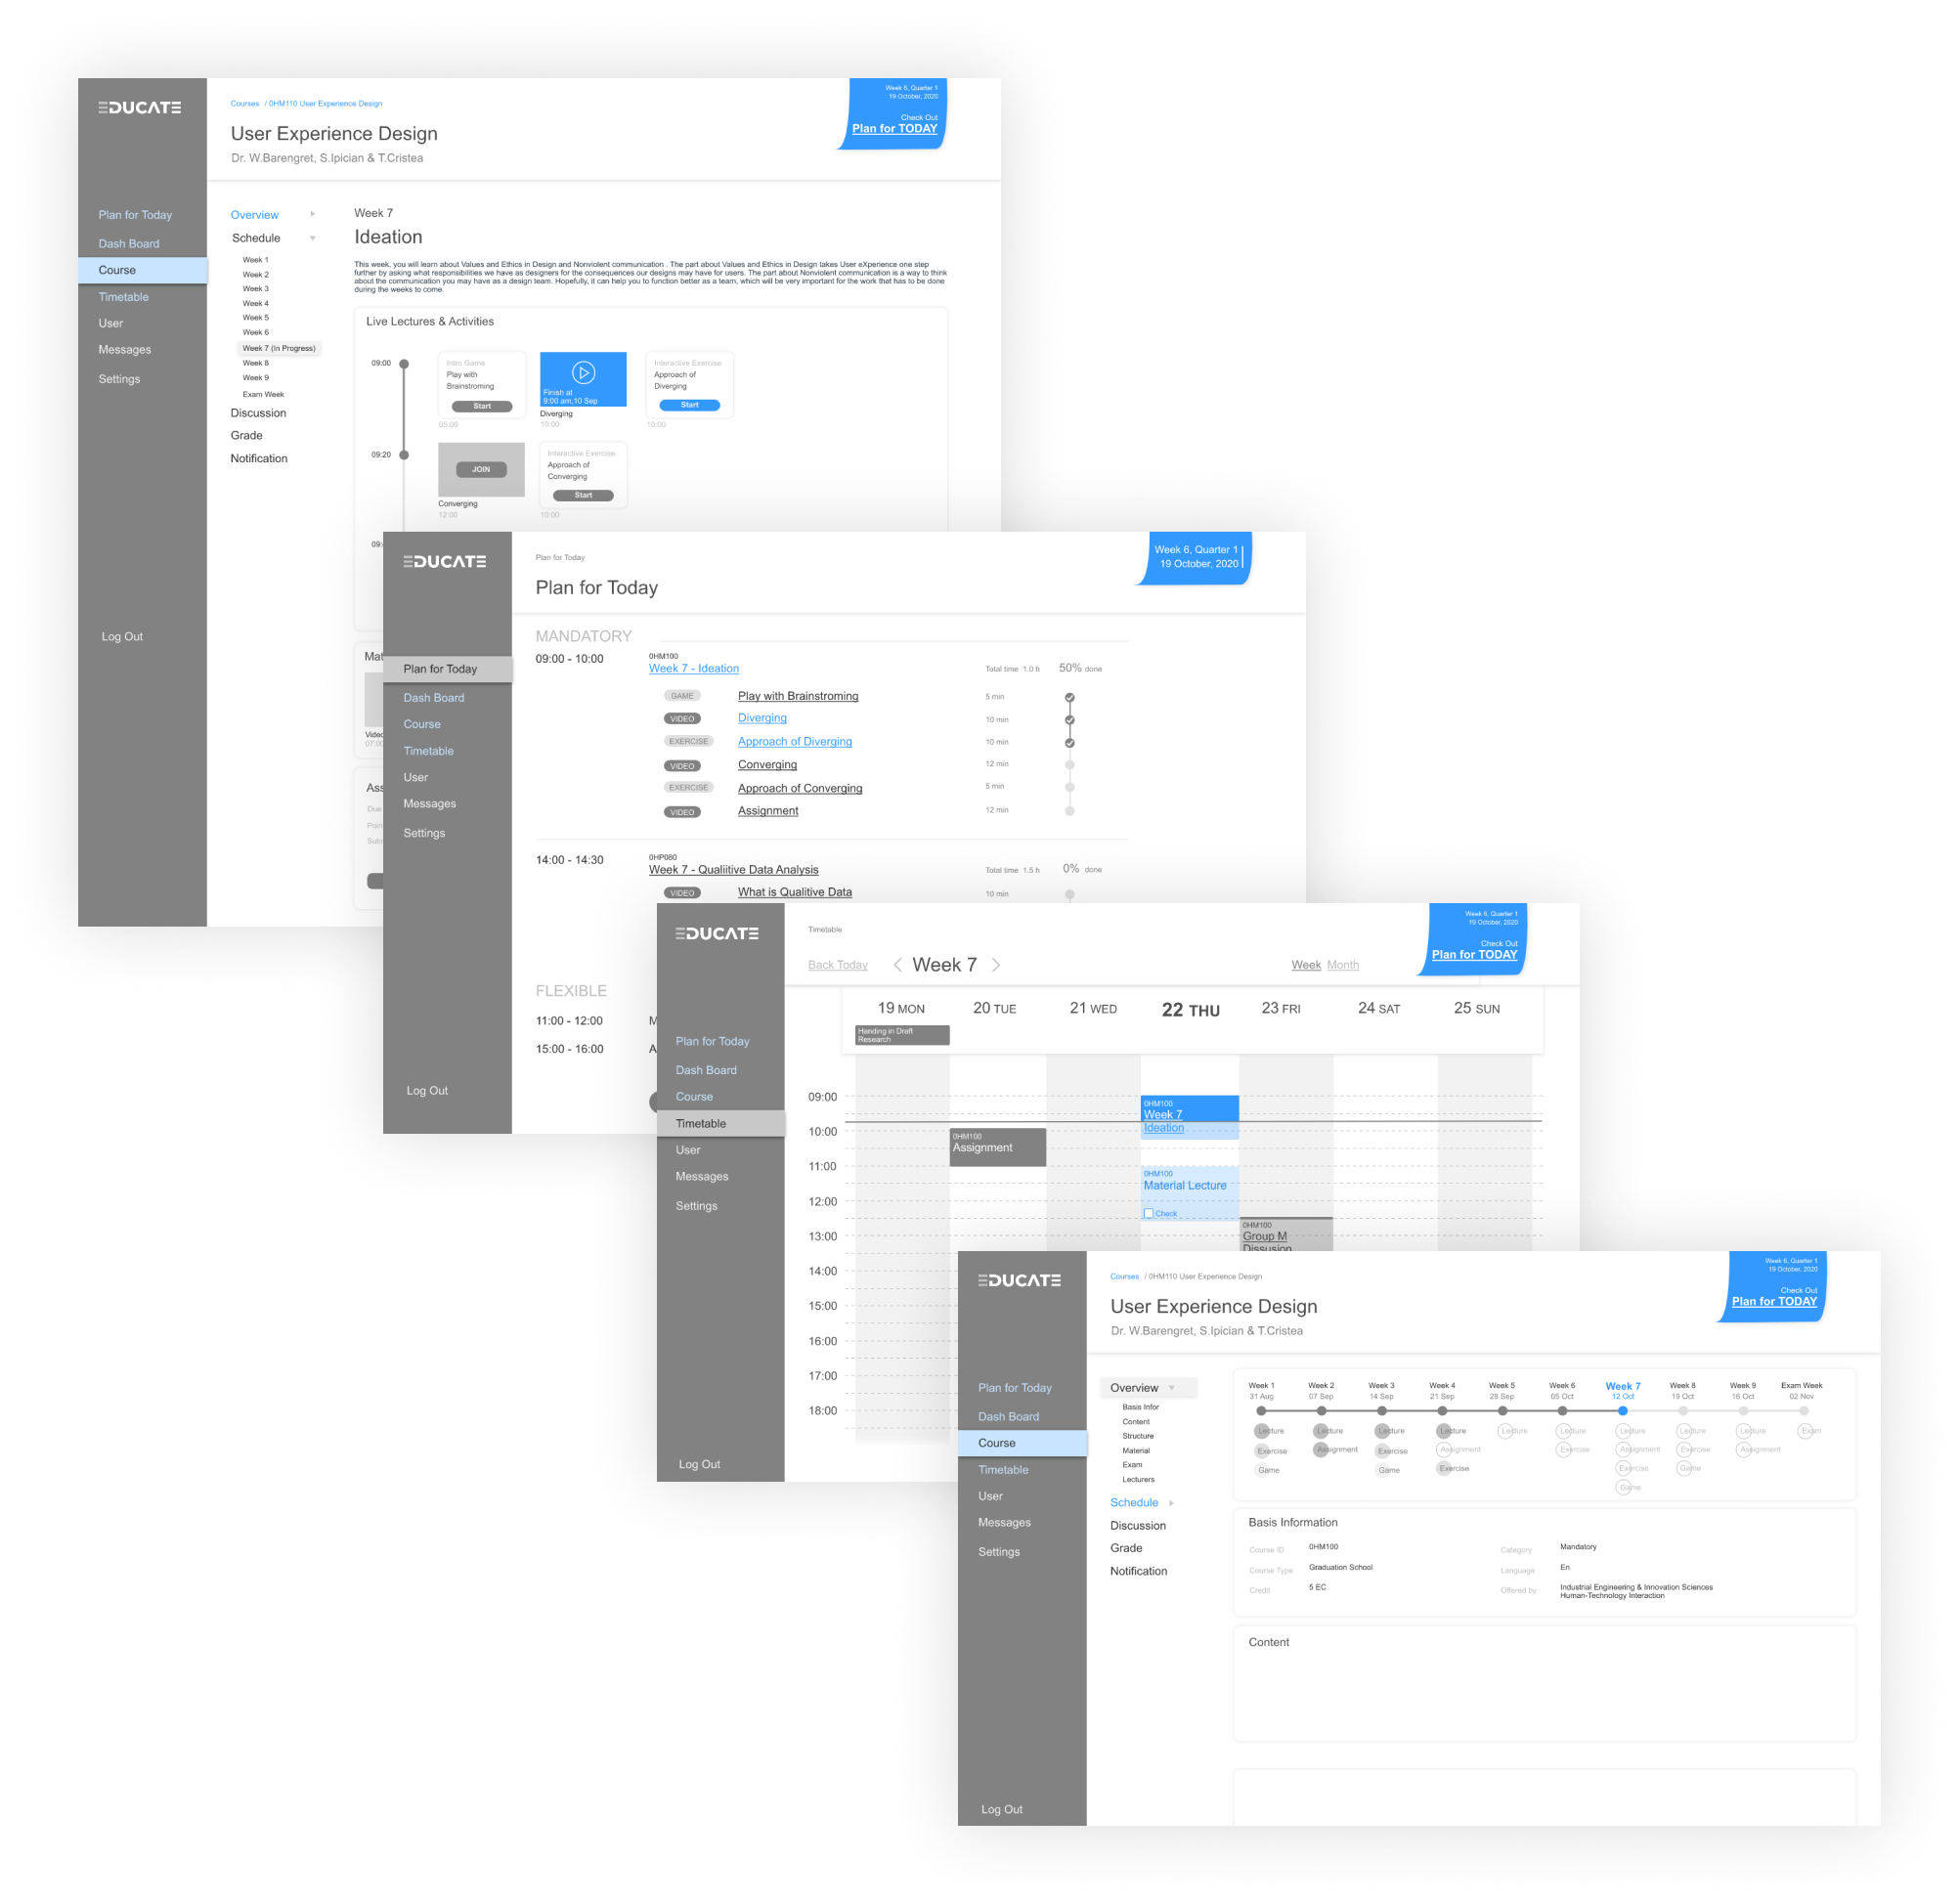 EDUCATE
Plan for Today
Dash Board
Course
Timetable
User
Messages
Settings
Log Out
Courses / 0HM110 User Experience Design
User Experience Design
Dr. W.Barengret, S.Ipician & T.Cristea
Week 6, Quarter 1
19 October, 2020
Check Out
Plan for TODAY
Overview
Schedule
Week 1
Week 2
Week 3
Week 4
Week 5
Week 6
Week 7 (In Progress)
Week 8
Week 9
Exam Week
Discussion
Grade
Notification
Week 7
Ideation
This week, you will learn about Values and Ethics in Design and Nonviolent communication . The part about Values and Ethics in Design takes User eXperience one step
further by asking what responsibilities we have as designers for the consequences our designs may have for users. The part about Nonviolent communication is a way to think
about the communication you may have as a design team. Hopefully, it can help you to function better as a team, which will be very important for the work that has to be done
during the weeks to come.
Live Lectures & Activities
09:00
Intro Game
Play with
Brainstroming
Start
05:00
Finish at
9:00 am,10 Sep
Diverging
10:00
Interactive Exercise
Approach of
Diverging
Start
10:00
09:20
JOIN
Converging
12:00
Interactive Exercise
Approach of
Converging
Start
10:00
EDUCATE
Plan for Today
Dash Board
Course
Timetable
User
Messages
Settings
Log Out
Plan for Today
Plan for Today
Week 6, Quarter 1
19 October, 2020
MANDATORY
09:00 - 10:00
0HM100
Week 7 - Ideation
Total time 1.0 h
50% done
GAME Play with Brainstroming 5 min
VIDEO Diverging 10 min
EXERCISE Approach of Diverging 10 min
VIDEO Converging 12 min
EXERCISE Approach of Converging 5 min
VIDEO Assignment 12 min
14:00 - 14:30
0HP080
Week 7 - Qualiitive Data Analysis
Total time 1.5 h
0% done
VIDEO What is Qualitive Data 10 min
FLEXIBLE
11:00 - 12:00
15:00 - 16:00
EDUCATE
Plan for Today
Dash Board
Course
Timetable
User
Messages
Settings
Log Out
Timetable
Back Today
Week 7
Week Month
Week 6, Quarter 1
19 October, 2020
Check Out
Plan for TODAY
19 MON 20 TUE 21 WED 22 THU 23 FRI 24 SAT 25 SUN
Handing in Draft
Research
09:00
10:00
11:00
12:00
13:00
14:00
15:00
16:00
17:00
18:00
0HM100
Assignment
0HM100
Week 7
Ideation
0HM100
Material Lecture
Check
0HM100
Group M
Dissusion
EDUCATE
Plan for Today
Dash Board
Course
Timetable
User
Messages
Settings
Log Out
Courses / 0HM110 User Experience Design
User Experience Design
Dr. W.Barengret, S.Ipician & T.Cristea
Week 6, Quarter 1
19 October, 2020
Check Out
Plan for TODAY
Overview
Basis Infor
Content
Structure
Material
Exam
Lecturers
Schedule
Discussion
Grade
Notification
Week 1 Week 2 Week 3 Week 4 Week 5 Week 6 Week 7 Week 8 Week 9 Exam Week
31 Aug 07 Sep 14 Sep 21 Sep 28 Sep 05 Oct 12 Oct 19 Oct 16 Oct 02 Nov
Lecture Lecture Lecture Lecture Lecture Lecture Lecture Lecture Lecture Exam
Exercise Assignment Exercise Assignment Exercise Assignment Exercise Assignment
Game Game Exercise Exercise Game
Game
Basis Information
Course ID 0HM100
Category Mandatory
Course Type Graduation School
Language En
Credit 5 EC
Offered by Industrial Engineering & Innovation Sciences
Human-Technology Interaction
Content